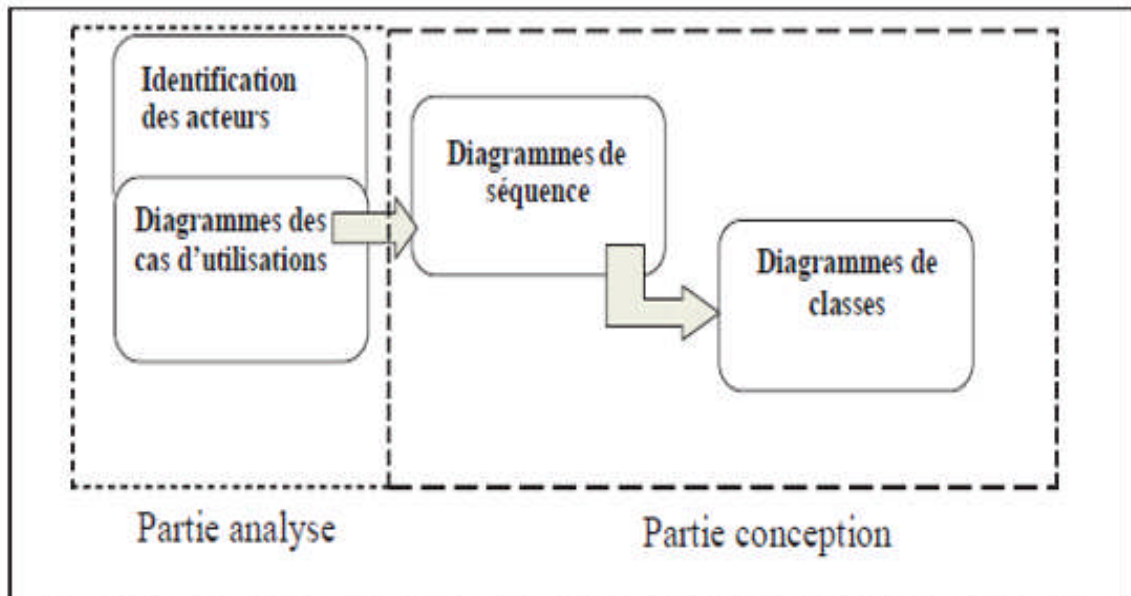 Identification
des acteurs
Diagrammes des
cas d'utilisations
Diagrammes de
séquence
Diagrammes de
classes
Partie analyse
Partie conception